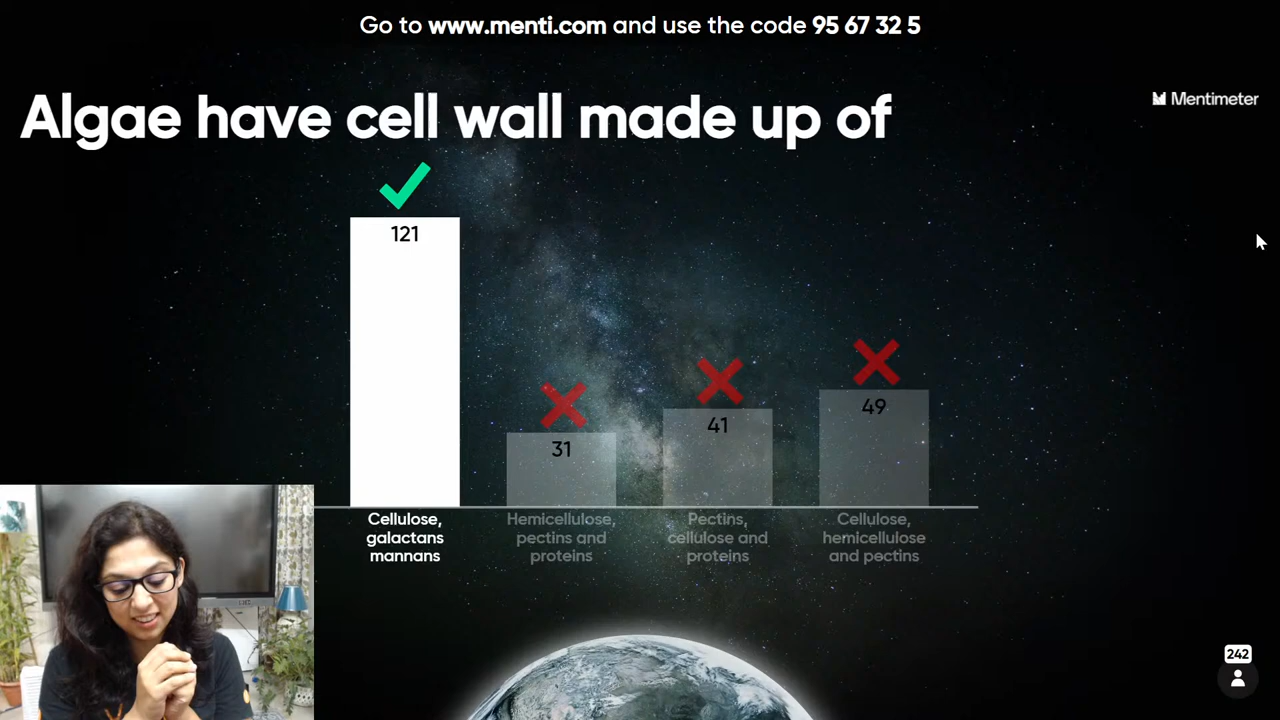 Go to www.menti.com and use the code 95 67 32 5
Algae have cell wall made up of
Mentimeter
121
31
41
49
Cellulose,
galactans
mannans
Hemicellulose,
pectins and
proteins
Pectins,
cellulose and
proteins
Cellulose,
hemicellulose
and pectins
242